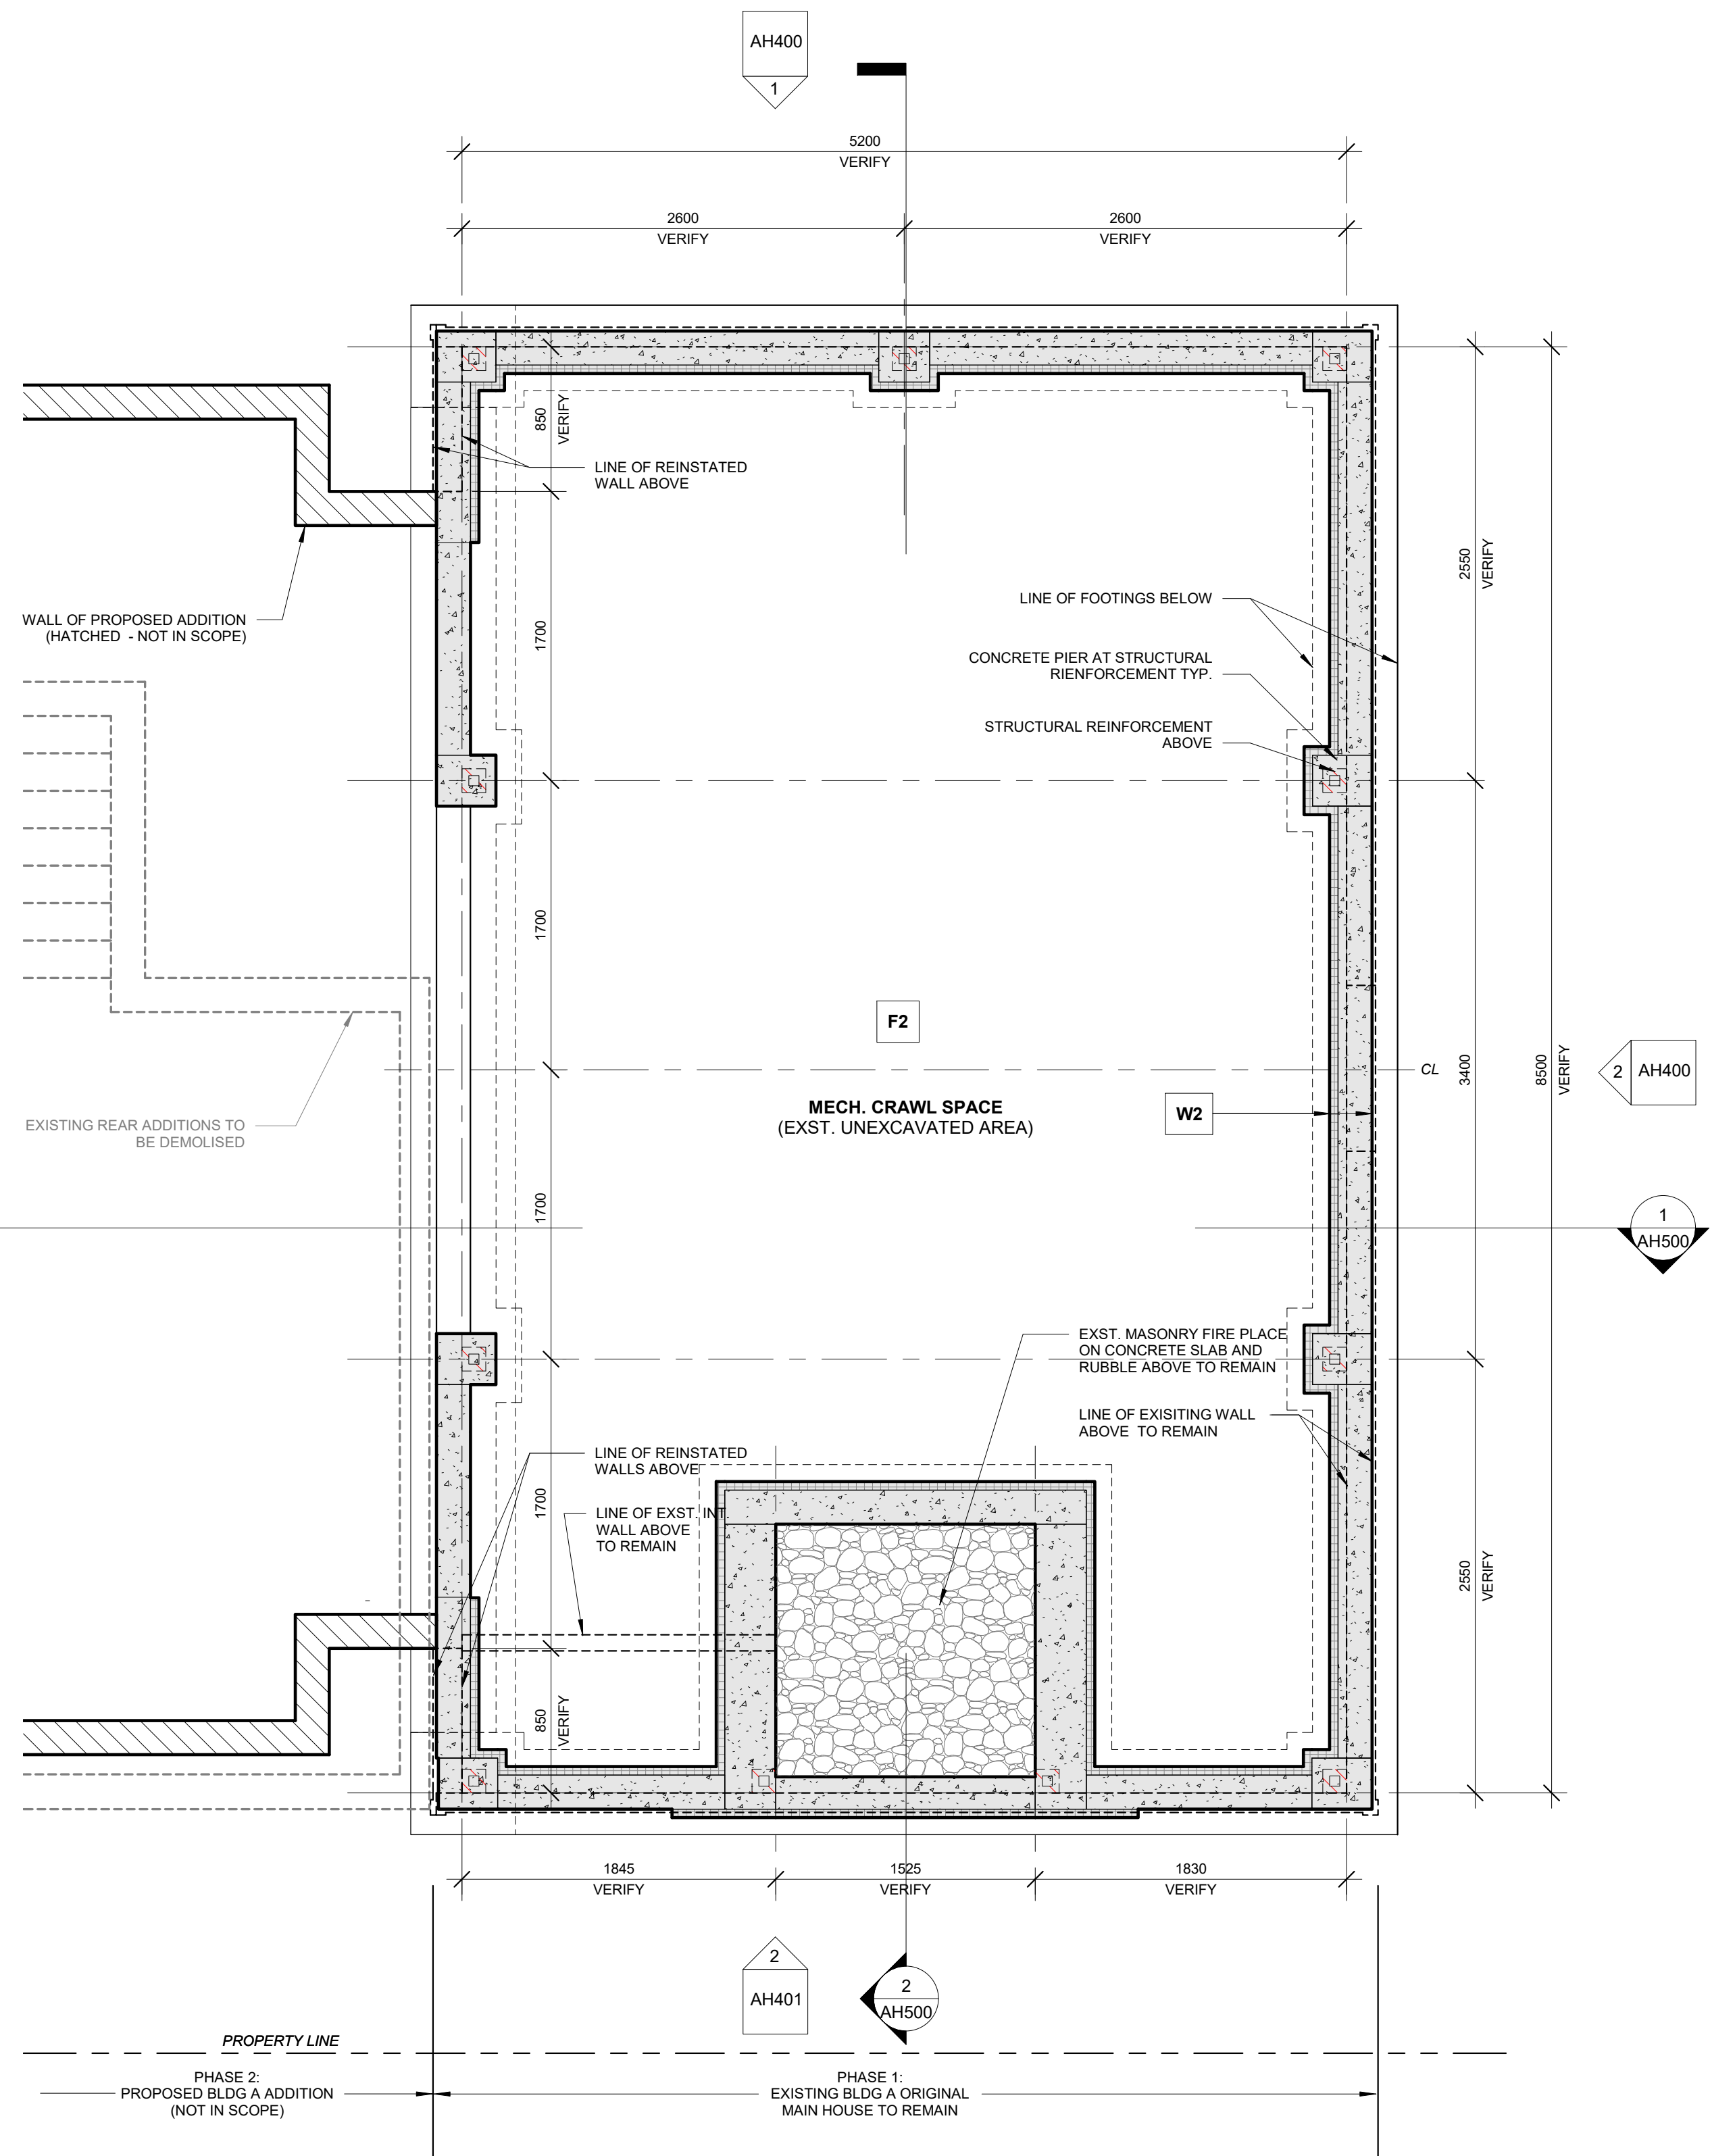 AH400
1
5200
VERIFY
2600
VERIFY
2600
VERIFY
850
VERIFY
LINE OF REINSTATED
WALL ABOVE
2550
VERIFY
LINE OF FOOTINGS BELOW
WALL OF PROPOSED ADDITION
(HATCHED - NOT IN SCOPE)
1700
CONCRETE PIER AT STRUCTURAL
RIENFORCEMENT TYP.
STRUCTURAL REINFORCEMENT
ABOVE
1700
F2
CL
3400
8500
VERIFY
2
AH400
MECH. CRAWL SPACE
(EXST. UNEXCAVATED AREA)
W2
EXISTING REAR ADDITIONS TO
BE DEMOLISED
1700
1
AH500
EXST. MASONRY FIRE PLACE
ON CONCRETE SLAB AND
RUBBLE ABOVE TO REMAIN
LINE OF EXISITING WALL
ABOVE TO REMAIN
LINE OF REINSTATED
WALLS ABOVE
1700
LINE OF EXST. INT.
WALL ABOVE
TO REMAIN
2550
VERIFY
850
VERIFY
1845
VERIFY
1525
VERIFY
1830
VERIFY
2
AH401
2
AH500
PROPERTY LINE
PHASE 2:
PROPOSED BLDG A ADDITION
(NOT IN SCOPE)
PHASE 1:
EXISTING BLDG A ORIGINAL
MAIN HOUSE TO REMAIN